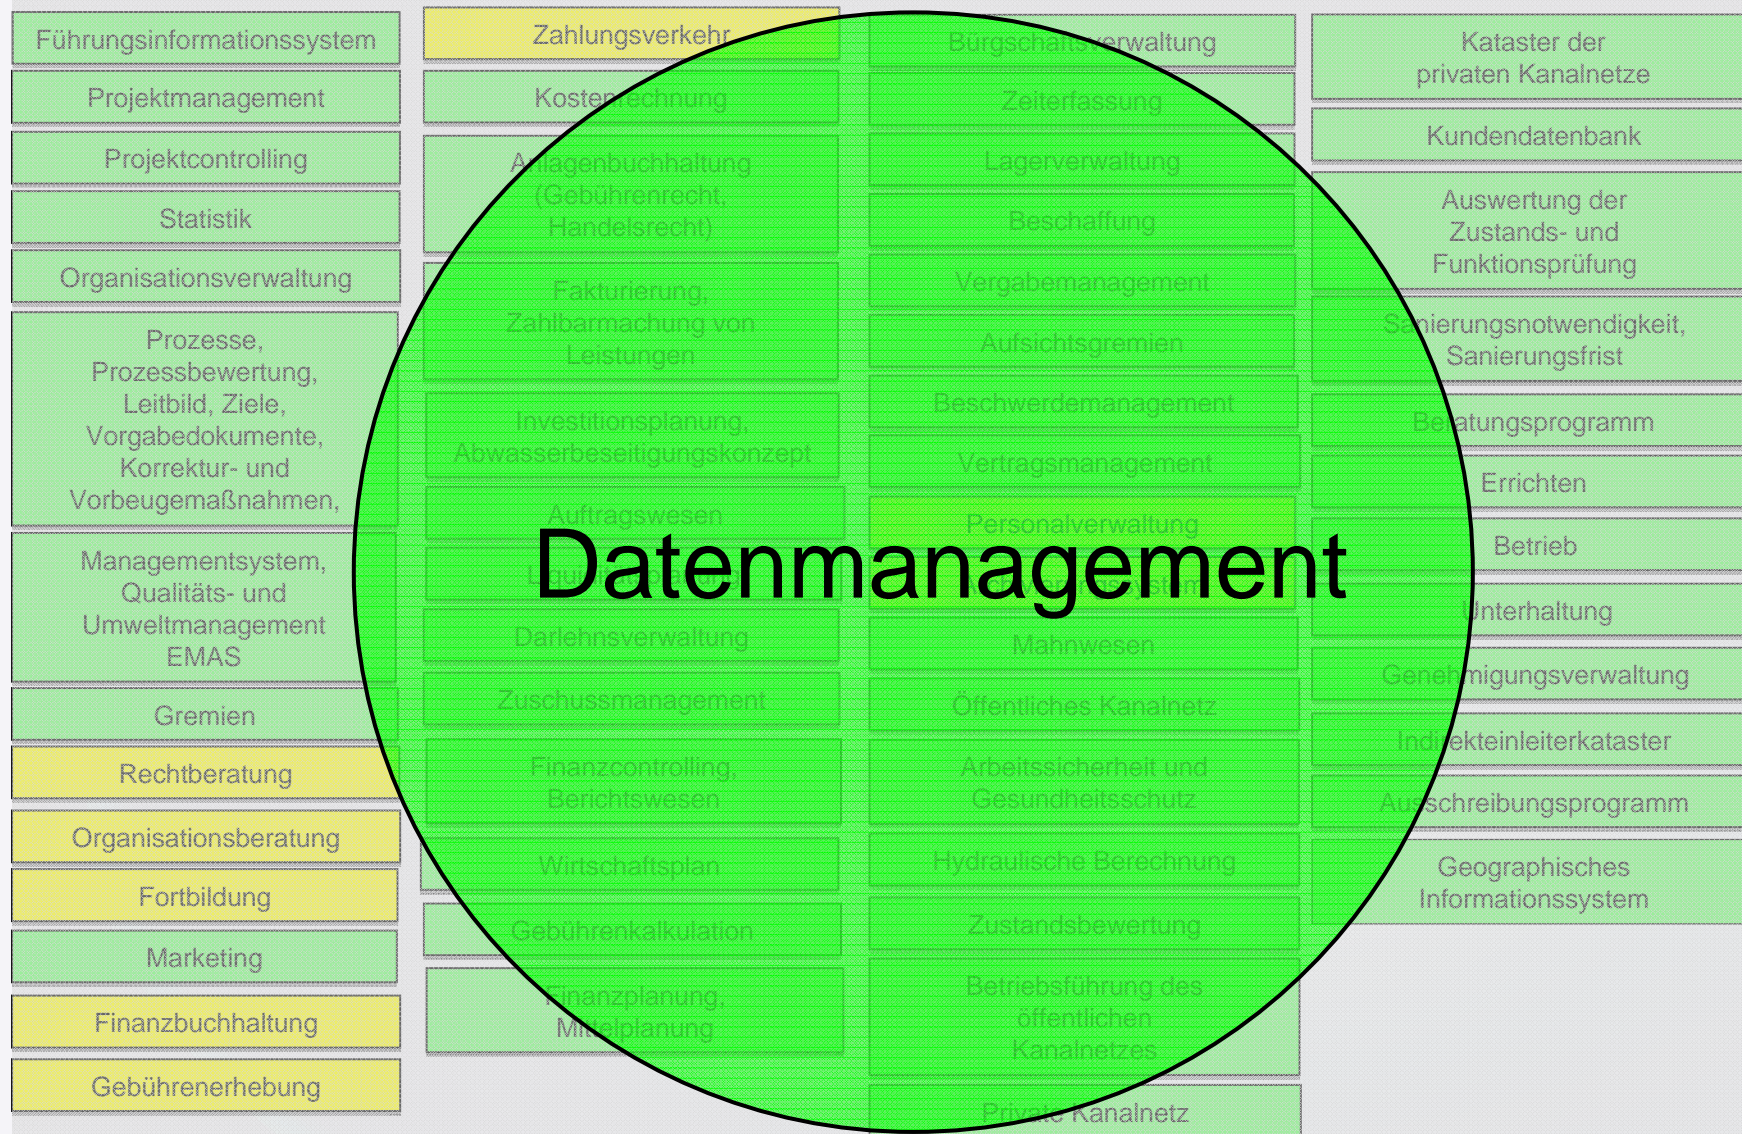 Führungsinformationssystem
Projektmanagement
Projektcontrolling
Statistik
Organisationsverwaltung
Prozesse,
Prozessbewertung,
Leitbild, Ziele,
Vorgabedokumente,
Korrektur- und
Vorbeugemaßnahmen,
Managementsystem,
Qualitäts- und
Umweltmanagement
EMAS
Gremien
Rechtberatung
Organisationsberatung
Fortbildung
Marketing
Finanzbuchhaltung
Gebührenerhebung
Zahlungsverkehr
Kostenrechnung
Anlagenbuchhaltung
(Gebührenrecht,
Handelsrecht)
Fakturierung,
Zahlbarmachung von
Leistungen
Investitionsplanung,
Abwasserbeseitigungskonzept
Auftragswesen
Liquiditätsplanung
Darlehnsverwaltung
Zuschussmanagement
Finanzcontrolling
Berichtswesen
Wirtschaftsplan
Gebührenkalkulation
Finanzplanung,
Mittelplanung
Bürgschaftsverwaltung
Zeiterfassung
Lagerverwaltung
Beschaffung
Vergabemanagement
Aufsichtsgremien
Beschwerdemanagement
Vertragsmanagement
Personalverwaltung
Archivierungssystem
Mahnwesen
Öffentliches Kanalnetz
Arbeitssicherheit und
Gesundheitsschutz
Hydraulische Berechnung
Zustandsbewertung
Betriebsführung des
öffentlichen
Kanalnetzes
Private Kanalnetz
Kataster der
privaten Kanalnetze
Kundendatenbank
Auswertung der
Zustands- und
Funktionsprüfung
Sanierungsnotwendigkeit,
Sanierungsfrist
Beratungsprogramm
Errichten
Betrieb
Unterhaltung
Genehmigungsverwaltung
Indirekteinleiterkataster
Ausschreibungsprogramm
Geographisches
Informationssystem
Datenmanagement